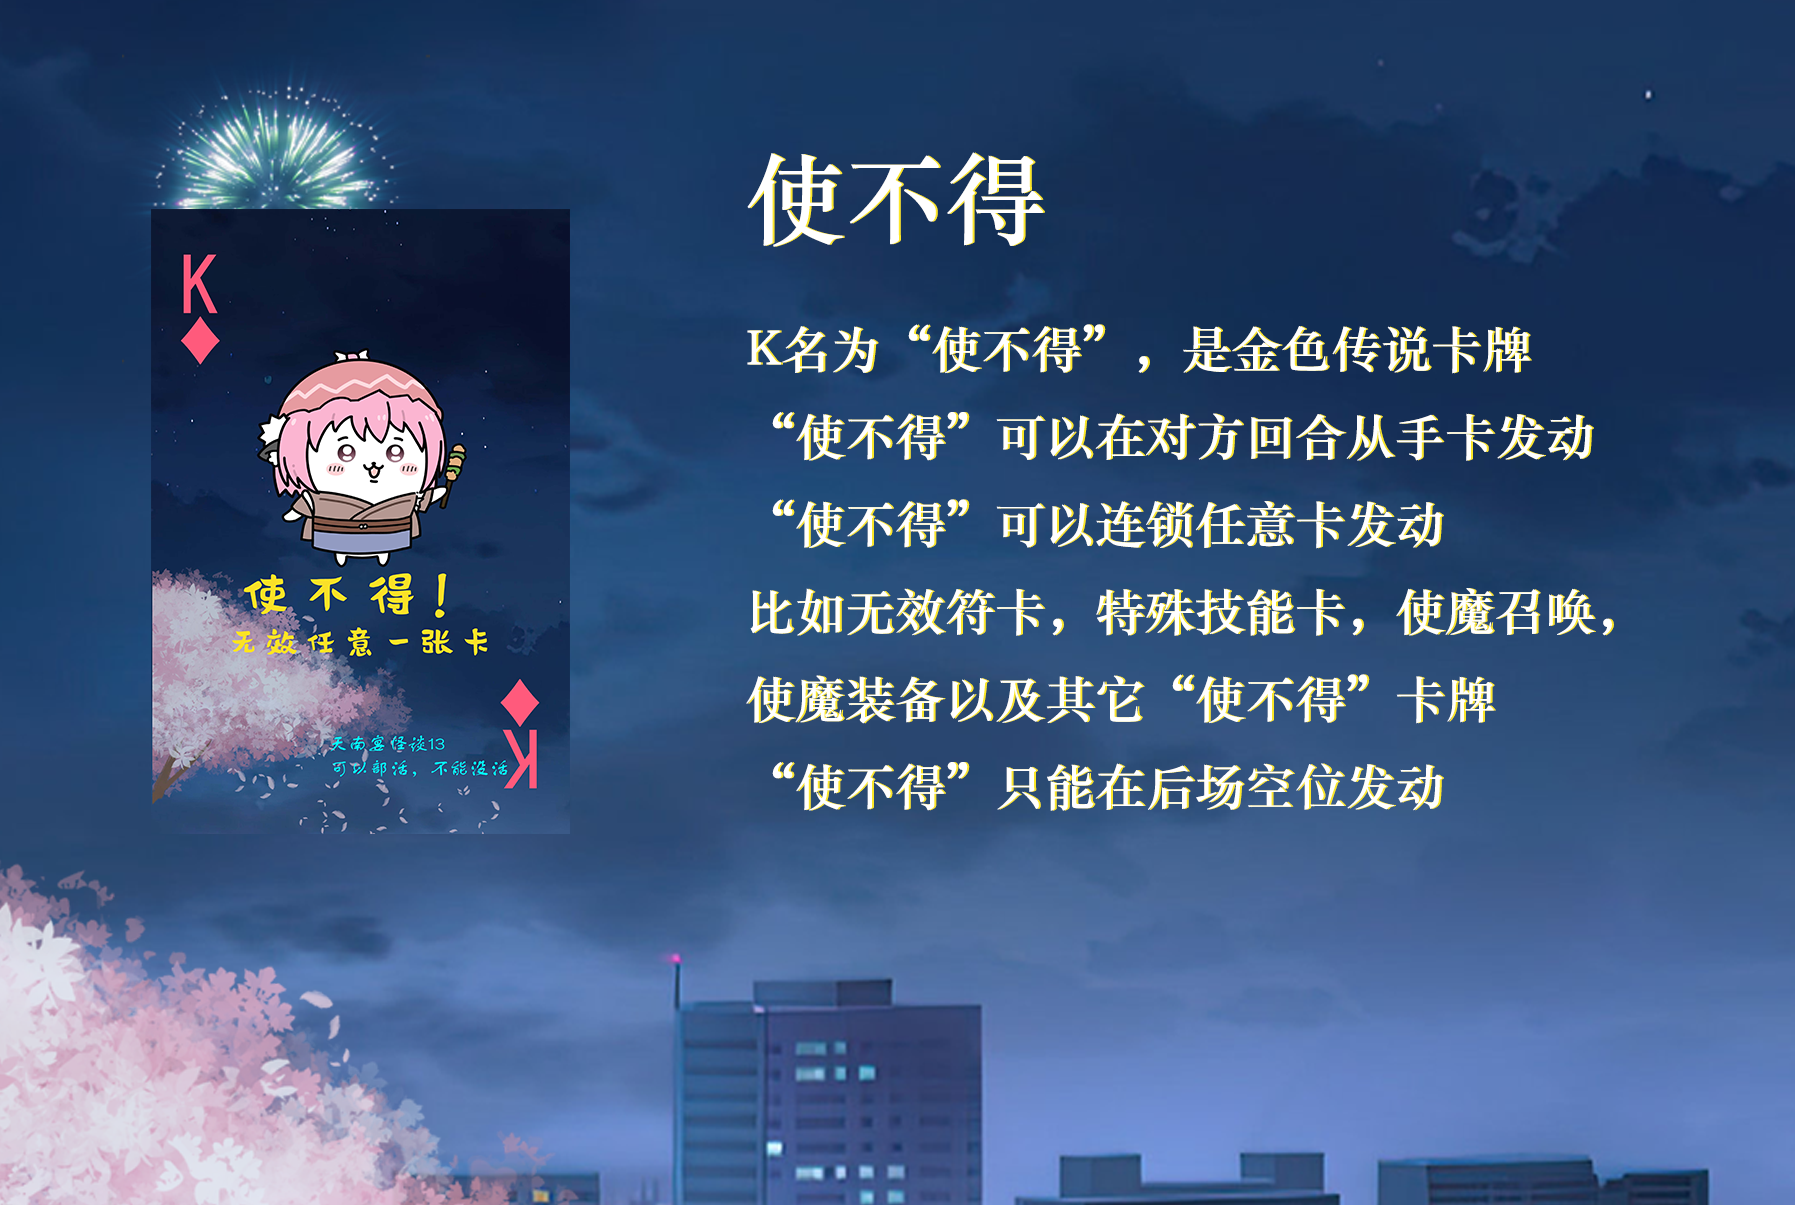 K
使不得！
无效任意一张卡
天南宴怪谈13
可以部活，不能没活
K
使不得
K名为“使不得”，是金色传说卡牌
“使不得”可以在对方回合从手卡发动
“使不得”可以连锁任意卡发动
比如无效符卡，特殊技能卡，使魔召唤，
使魔装备以及其它“使不得”卡牌
“使不得”只能在后场空位发动